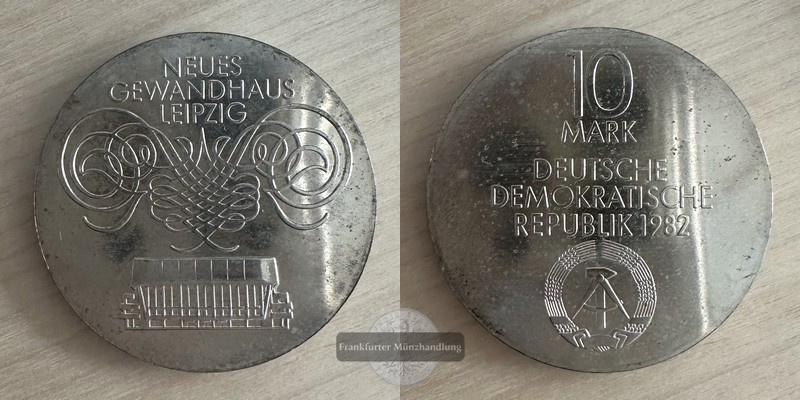 NEUES
GEWANDHAUS
LEIPZIG
10
MARK
DEUTSCHE
DEMOKRATISCHE
REPUBLIK 1982
Frankfurter Münzhandlung